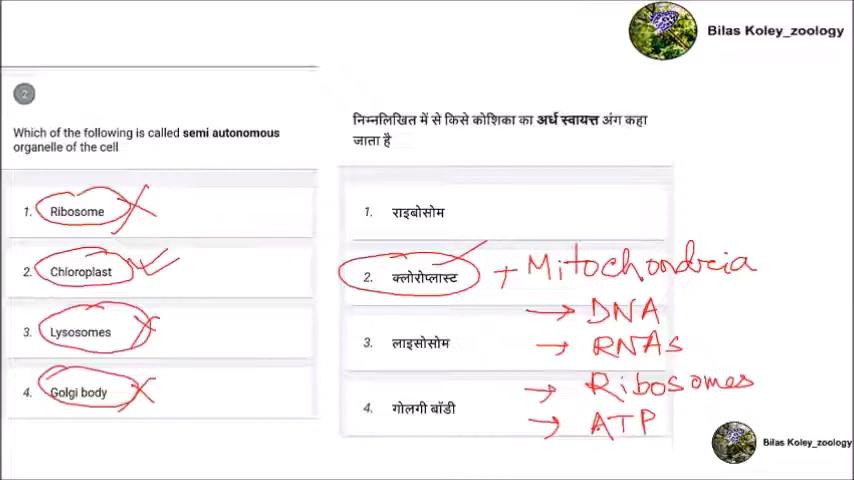 Bilas Koley_zoology
2
Which of the following is called semi autonomous
organelle of the cell
1. Ribosome
2. Chloroplast
3. Lysosomes
4. Golgi body
निम्नलिखित में से किसे कोशिका का अर्ध स्वायत्त अंग कहा
जाता है
1. राइबोसोम
2. क्लोरोप्लास्ट + Mitochondria
→ DNA
3. लाइसोसोम → RNAs
→ Ribosomes
4. गोलगी बॉडी → ATP
Bilas Koley_zoology